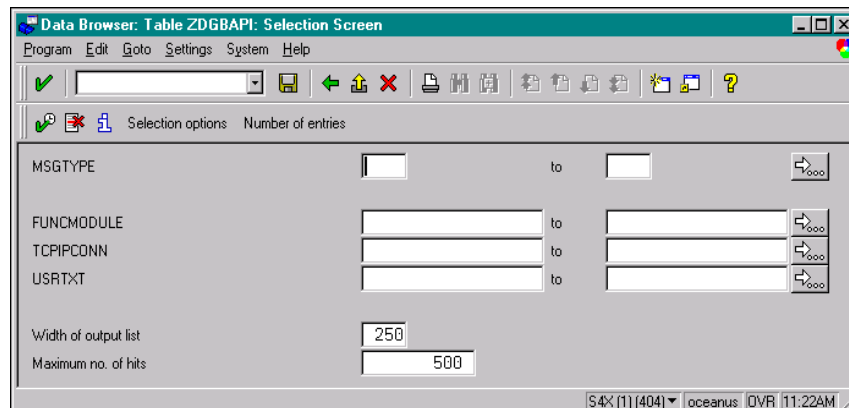 Data Browser: Table ZDGBAPI: Selection Screen
Program Edit Goto Settings System Help
Selection options Number of entries
MSGTYPE to
FUNCMODULE to
TCPIPCONN to
USRTXT to
Width of output list 250
Maximum no. of hits 500
S4X (1) (404) oceanus OVR 11:22AM